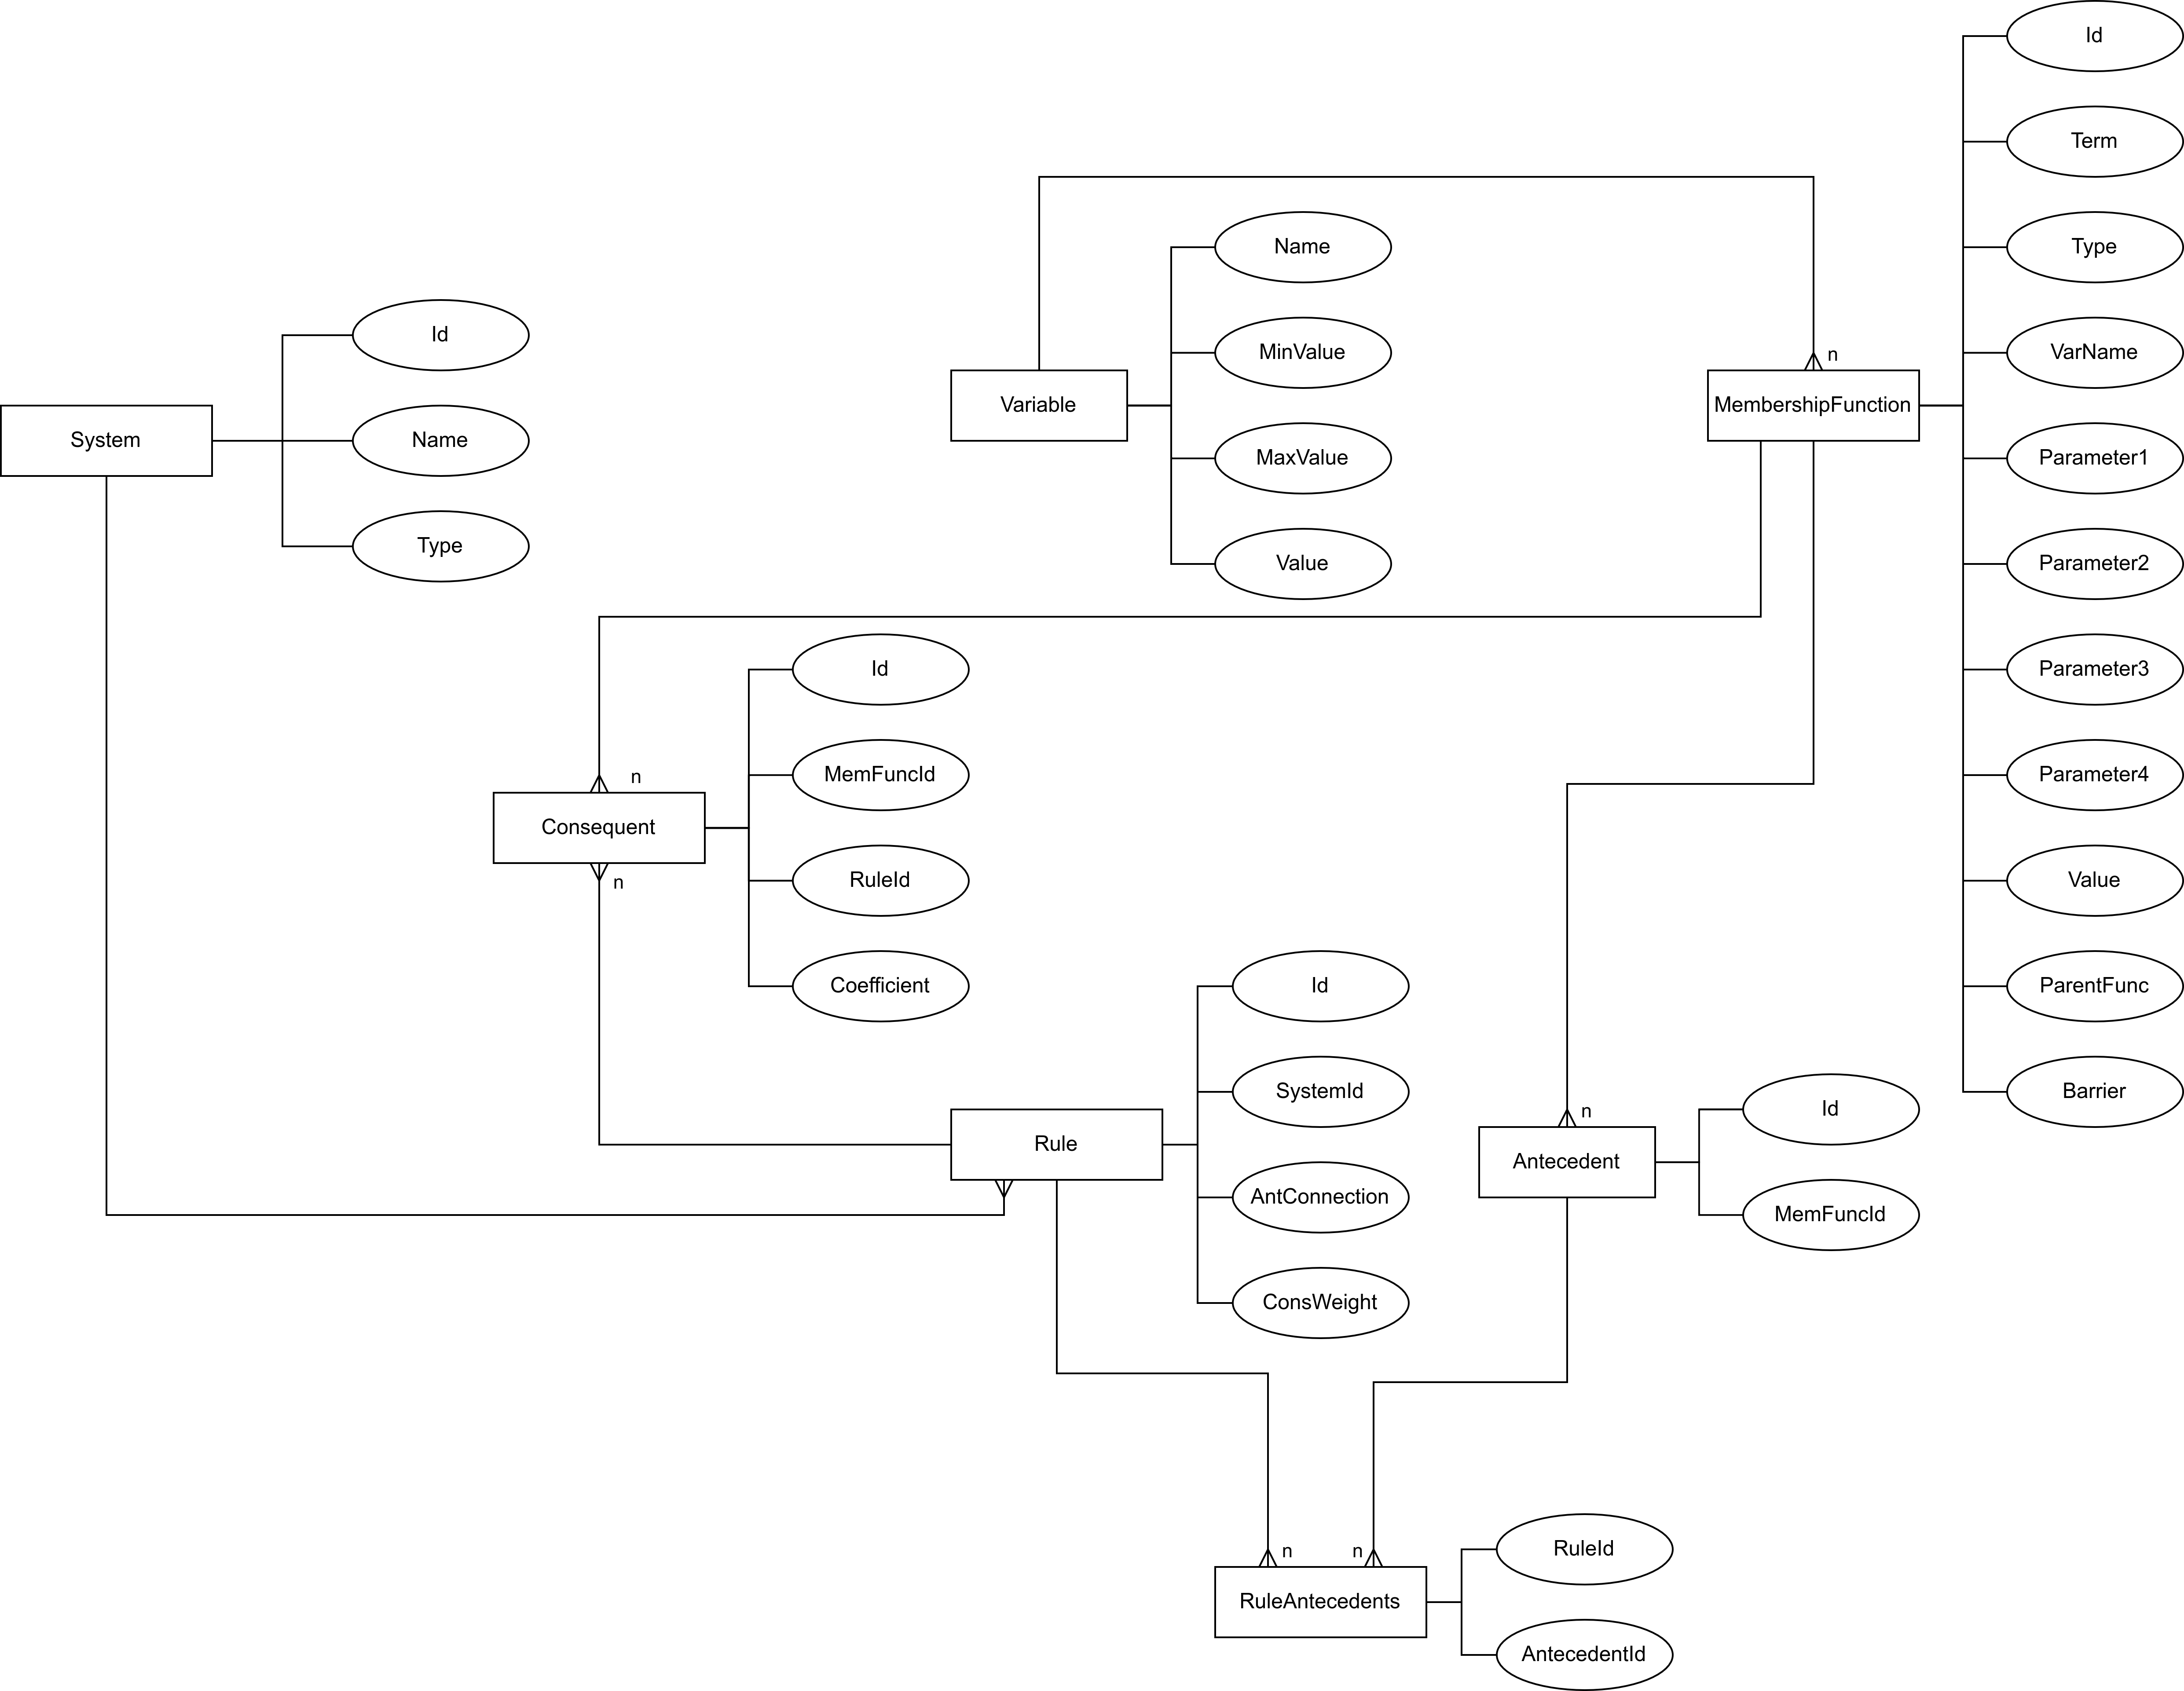 System
Id
Name
Type
Variable
Name
MinValue
MaxValue
Value
n
MembershipFunction
Id
Term
Type
VarName
Parameter1
Parameter2
Parameter3
Parameter4
Value
ParentFunc
Barrier
n
Consequent
n
Id
MemFuncId
RuleId
Coefficient
Rule
Id
SystemId
AntConnection
ConsWeight
n
Antecedent
Id
MemFuncId
n
n
RuleAntecedents
RuleId
AntecedentId